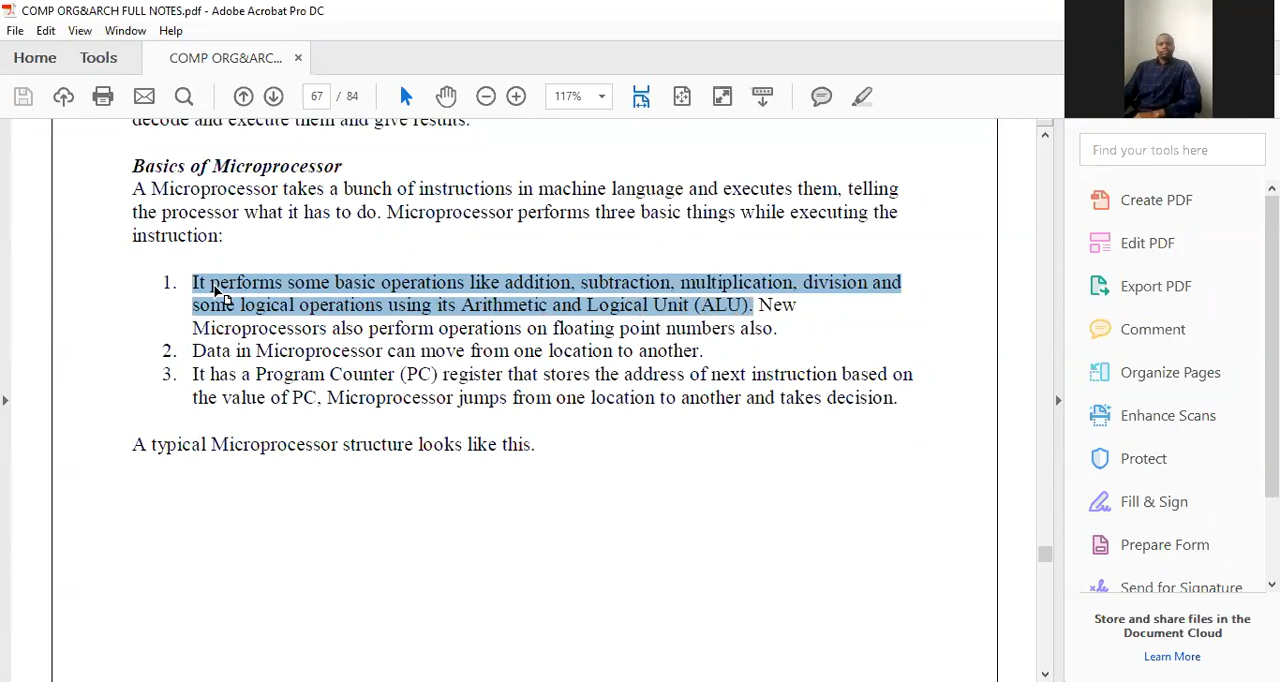 COMP ORG&ARCH FULL NOTES.pdf - Adobe Acrobat Pro DC
File Edit View Window Help
Home Tools COMP ORG&ARC... ×
67 / 84 117%
decode and execute them and give results.
Basics of Microprocessor
A Microprocessor takes a bunch of instructions in machine language and executes them, telling
the processor what it has to do. Microprocessor performs three basic things while executing the
instruction:
1. It performs some basic operations like addition, subtraction, multiplication, division and
some logical operations using its Arithmetic and Logical Unit (ALU). New
Microprocessors also perform operations on floating point numbers also.
2. Data in Microprocessor can move from one location to another.
3. It has a Program Counter (PC) register that stores the address of next instruction based on
the value of PC, Microprocessor jumps from one location to another and takes decision.
A typical Microprocessor structure looks like this.
Find your tools here
Create PDF
Edit PDF
Export PDF
Comment
Organize Pages
Enhance Scans
Protect
Fill & Sign
Prepare Form
Send for Signature
Store and share files in the
Document Cloud
Learn More